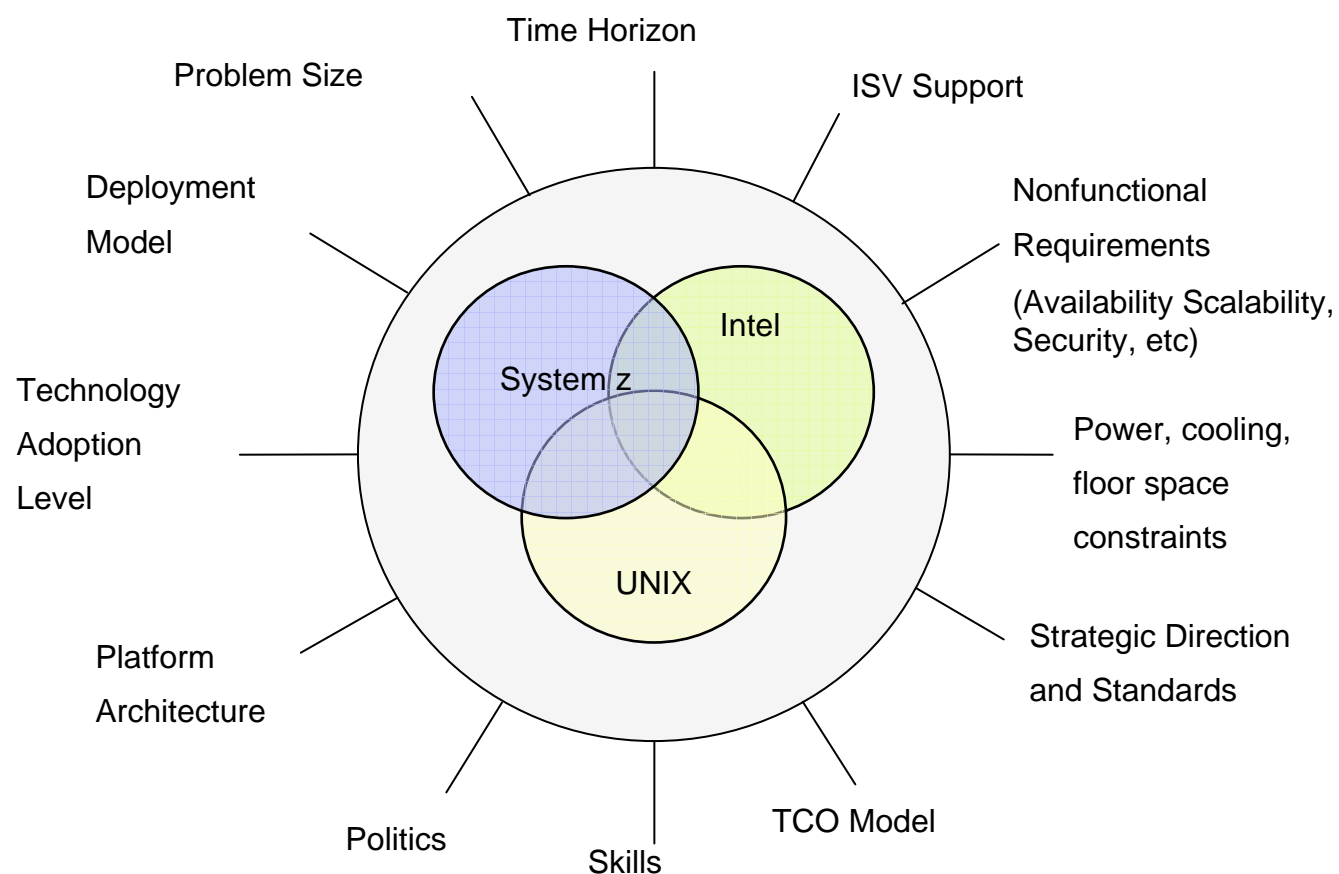 Time Horizon
Problem Size
ISV Support
Deployment
Model
Nonfunctional
Requirements
(Availability Scalability,
Security, etc)
Intel
System z
Technology
Adoption
Level
Power, cooling,
floor space
constraints
UNIX
Strategic Direction
and Standards
Platform
Architecture
TCO Model
Politics
Skills